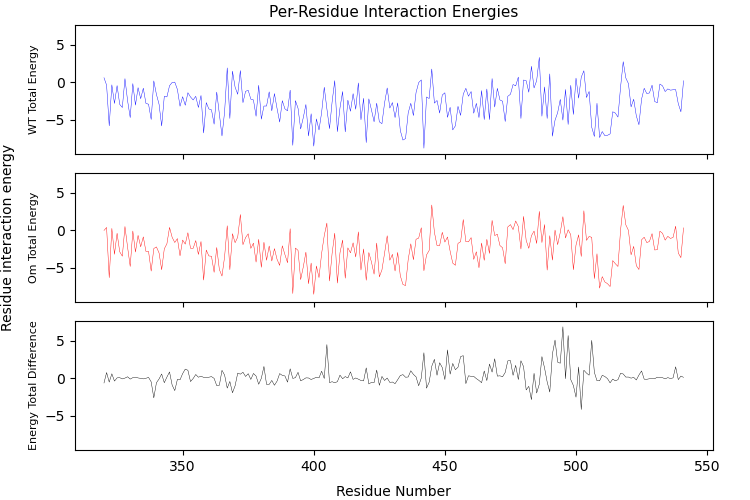 Per-Residue Interaction Energies
Residue interaction energy
WT Total Energy
5
0
−5
Om Total Energy
5
0
−5
Energy Total Difference
5
0
−5
350 400 450 500 550
Residue Number